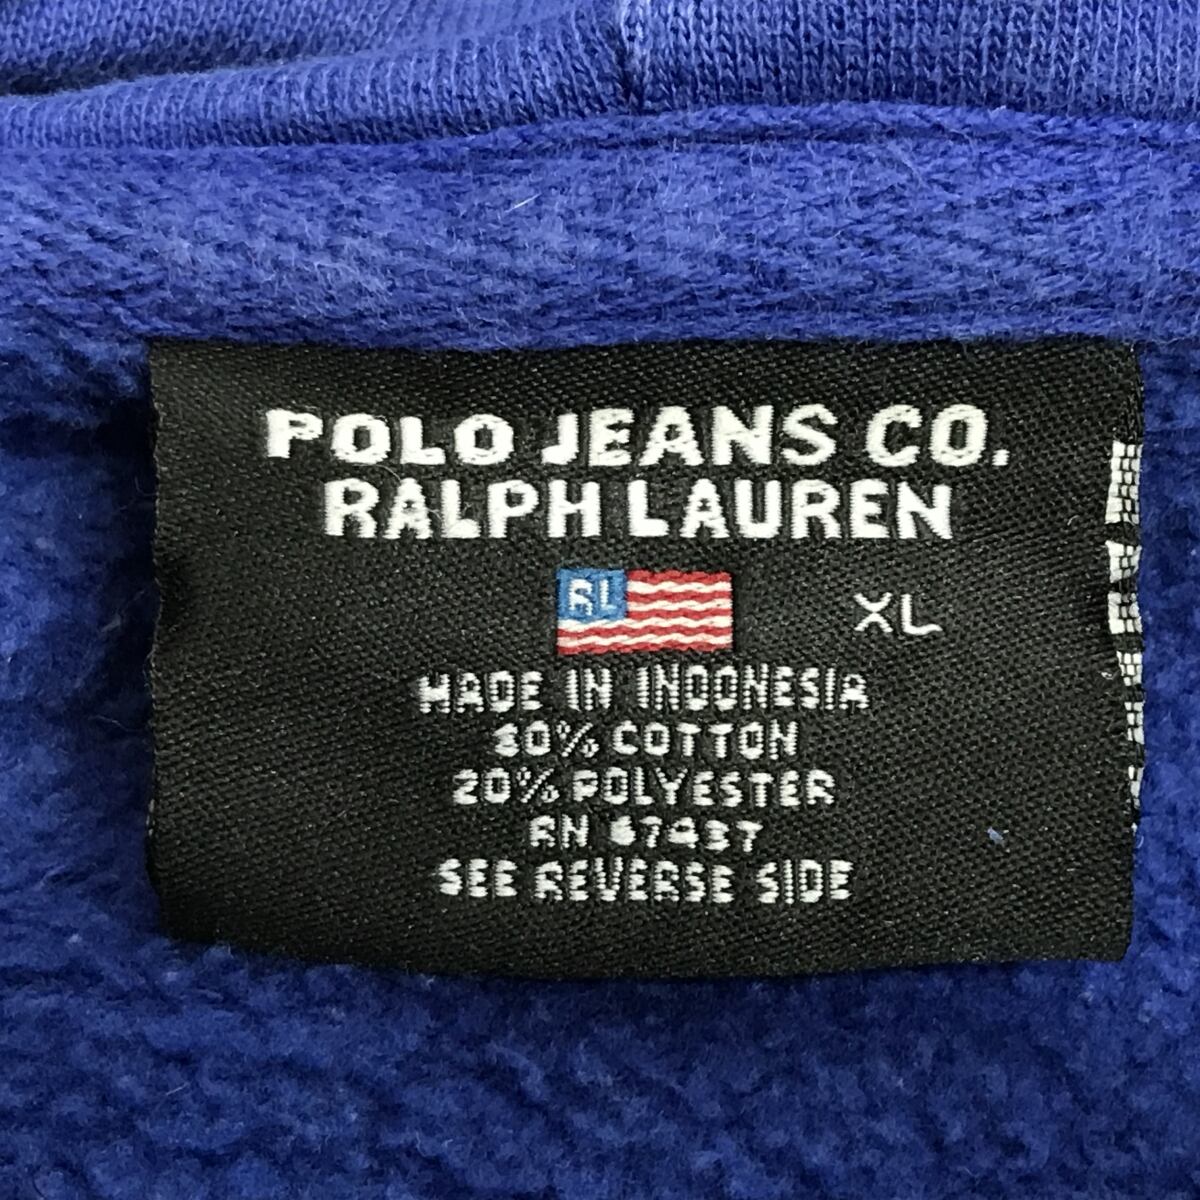 POLO JEANS CO.
RALPH LAUREN
RL
XL
MADE IN INDONESIA
80% COTTON
20% POLYESTER
RN 67437
SEE REVERSE SIDE